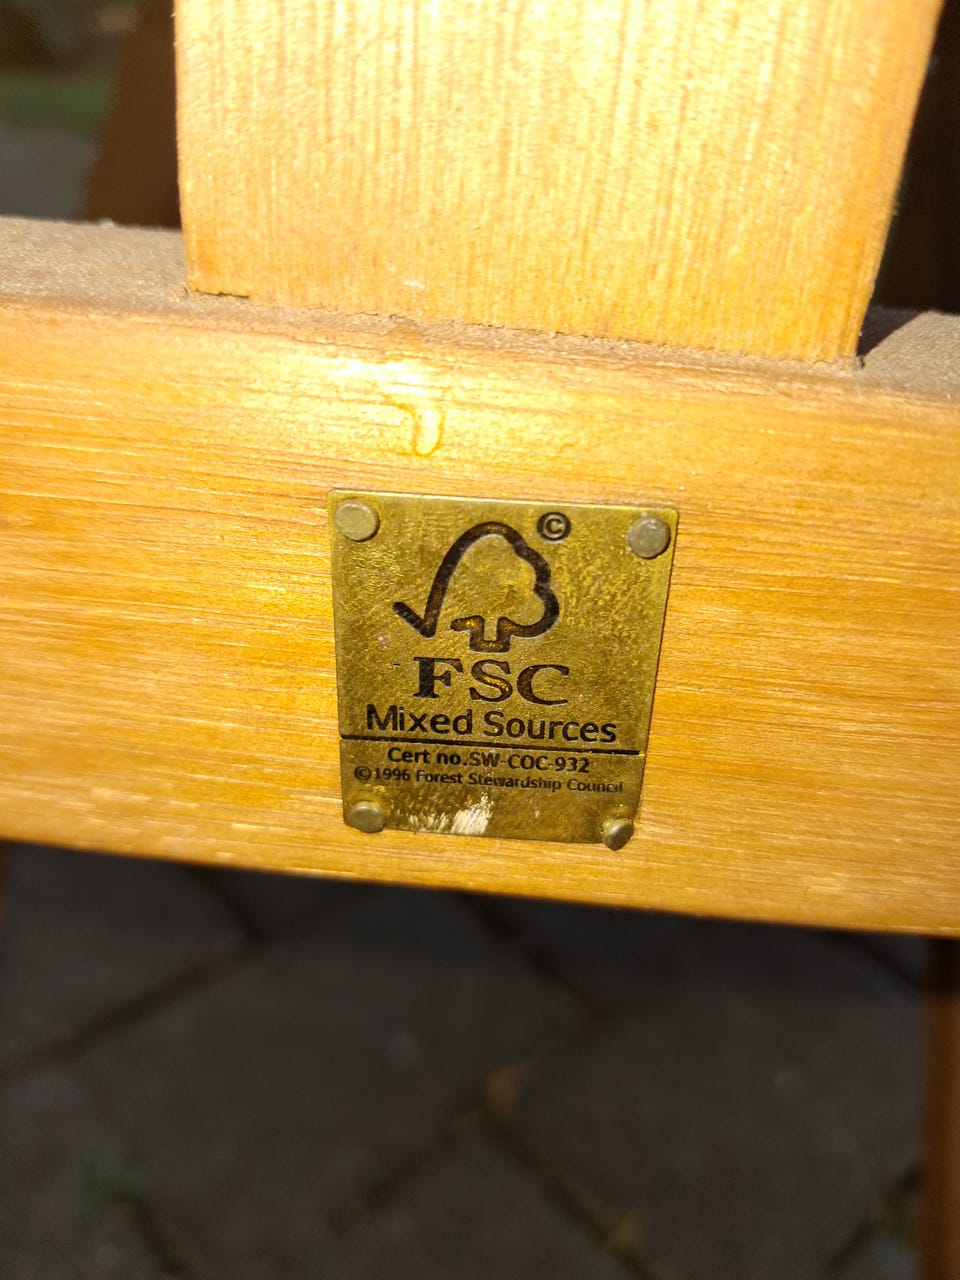 ©
FSC
Mixed Sources
Cert no.SW-COC-932
©1996 Forest Stewardship Council